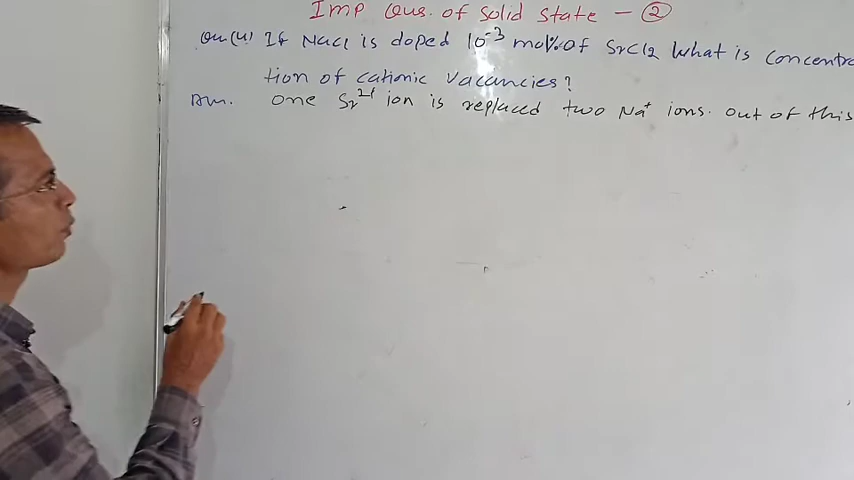 Imp Ques. of Solid State - ②
Qu(4) If NaCl is doped 10⁻³ mol% of SrCl₂ What is concentra
tion of cationic vacancies?
Am. one Sr²⁺ ion is replaced two Na⁺ ions. out of this